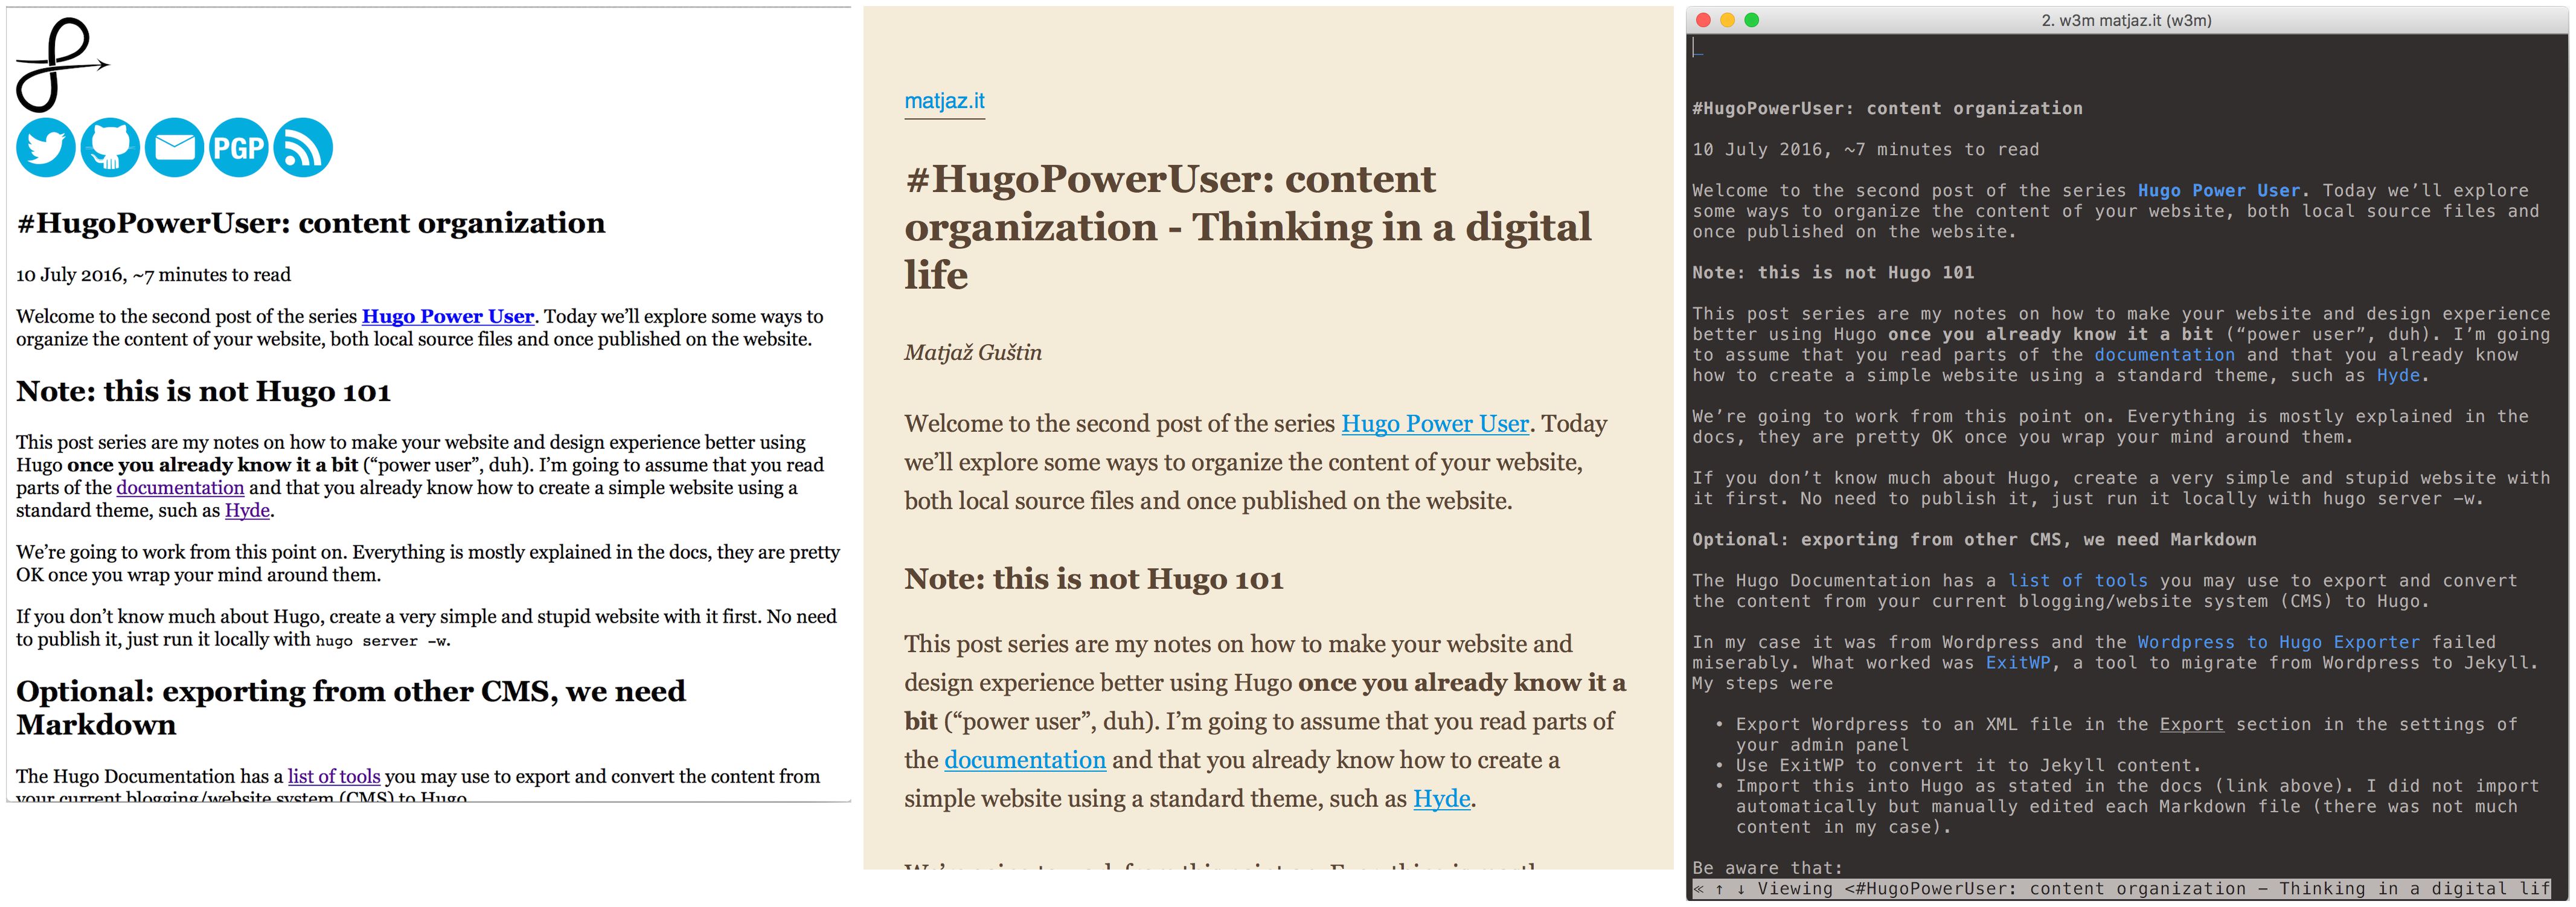 PGP
#HugoPowerUser: content organization
10 July 2016, ~7 minutes to read
Welcome to the second post of the series Hugo Power User. Today we’ll explore some ways to
organize the content of your website, both local source files and once published on the website.
Note: this is not Hugo 101
This post series are my notes on how to make your website and design experience better using
Hugo once you already know it a bit (“power user”, duh). I’m going to assume that you read
parts of the documentation and that you already know how to create a simple website using a
standard theme, such as Hyde.
We’re going to work from this point on. Everything is mostly explained in the docs, they are pretty
OK once you wrap your mind around them.
If you don’t know much about Hugo, create a very simple and stupid website with it first. No need
to publish it, just run it locally with hugo server -w.
Optional: exporting from other CMS, we need
Markdown
The Hugo Documentation has a list of tools you may use to export and convert the content from
your current blogging/website system (CMS) to Hugo.
matjaz.it
#HugoPowerUser: content
organization - Thinking in a digital
life
Matjaž Guštin
Welcome to the second post of the series Hugo Power User. Today
we’ll explore some ways to organize the content of your website,
both local source files and once published on the website.
Note: this is not Hugo 101
This post series are my notes on how to make your website and
design experience better using Hugo once you already know it a
bit (“power user”, duh). I’m going to assume that you read parts of
the documentation and that you already know how to create a
simple website using a standard theme, such as Hyde.
We’re going to work from this point on. Everything is mostly
2. w3m matjaz.it (w3m)
#HugoPowerUser: content organization
10 July 2016, ~7 minutes to read
Welcome to the second post of the series Hugo Power User. Today we’ll explore
some ways to organize the content of your website, both local source files and
once published on the website.
Note: this is not Hugo 101
This post series are my notes on how to make your website and design experience
better using Hugo once you already know it a bit (“power user”, duh). I’m going
to assume that you read parts of the documentation and that you already know
how to create a simple website using a standard theme, such as Hyde.
We’re going to work from this point on. Everything is mostly explained in the
docs, they are pretty OK once you wrap your mind around them.
If you don’t know much about Hugo, create a very simple and stupid website with
it first. No need to publish it, just run it locally with hugo server -w.
Optional: exporting from other CMS, we need Markdown
The Hugo Documentation has a list of tools you may use to export and convert
the content from your current blogging/website system (CMS) to Hugo.
In my case it was from Wordpress and the Wordpress to Hugo Exporter failed
miserably. What worked was ExitWP, a tool to migrate from Wordpress to Jekyll.
My steps were
• Export Wordpress to an XML file in the Export section in the settings of
your admin panel
• Use ExitWP to convert it to Jekyll content.
• Import this into Hugo as stated in the docs (link above). I did not import
automatically but manually edited each Markdown file (there was not much
content in my case).
Be aware that:
« ↑ ↓ Viewing <#HugoPowerUser: content organization - Thinking in a digital lif